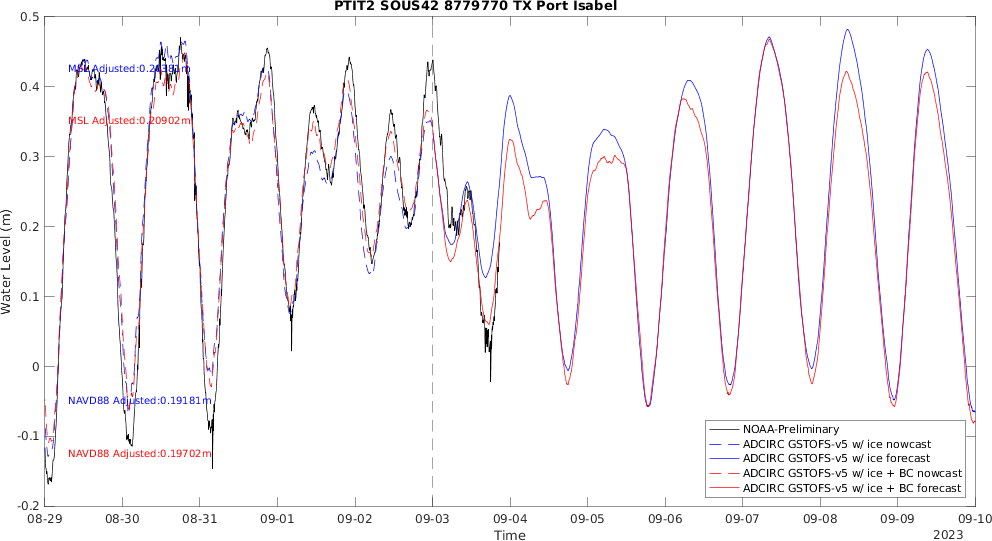 PTIT2 SOUS42 8779770 TX Port Isabel
0.5
0.4
0.3
0.2
0.1
0
-0.1
-0.2
Water Level (m)
MSL Adjusted:
MSL Adjusted:0.20902m
NAVD88 Adjusted:0.19181m
NAVD88 Adjusted:0.19702m
NOAA-Preliminary
ADCIRC GSTOFS-v5 w/ ice nowcast
ADCIRC GSTOFS-v5 w/ ice forecast
ADCIRC GSTOFS-v5 w/ ice + BC nowcast
ADCIRC GSTOFS-v5 w/ ice + BC forecast
08-29 08-30 08-31 09-01 09-02 09-03 09-04 09-05 09-06 09-07 09-08 09-09 09-10
Time
2023